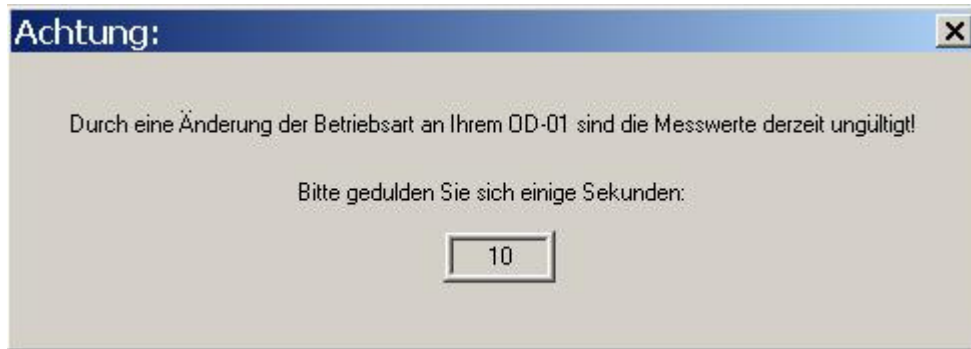 Achtung:
Durch eine Änderung der Betriebsart an Ihrem OD-01 sind die Messwerte derzeit ungültigt!
Bitte gedulden Sie sich einige Sekunden:
10